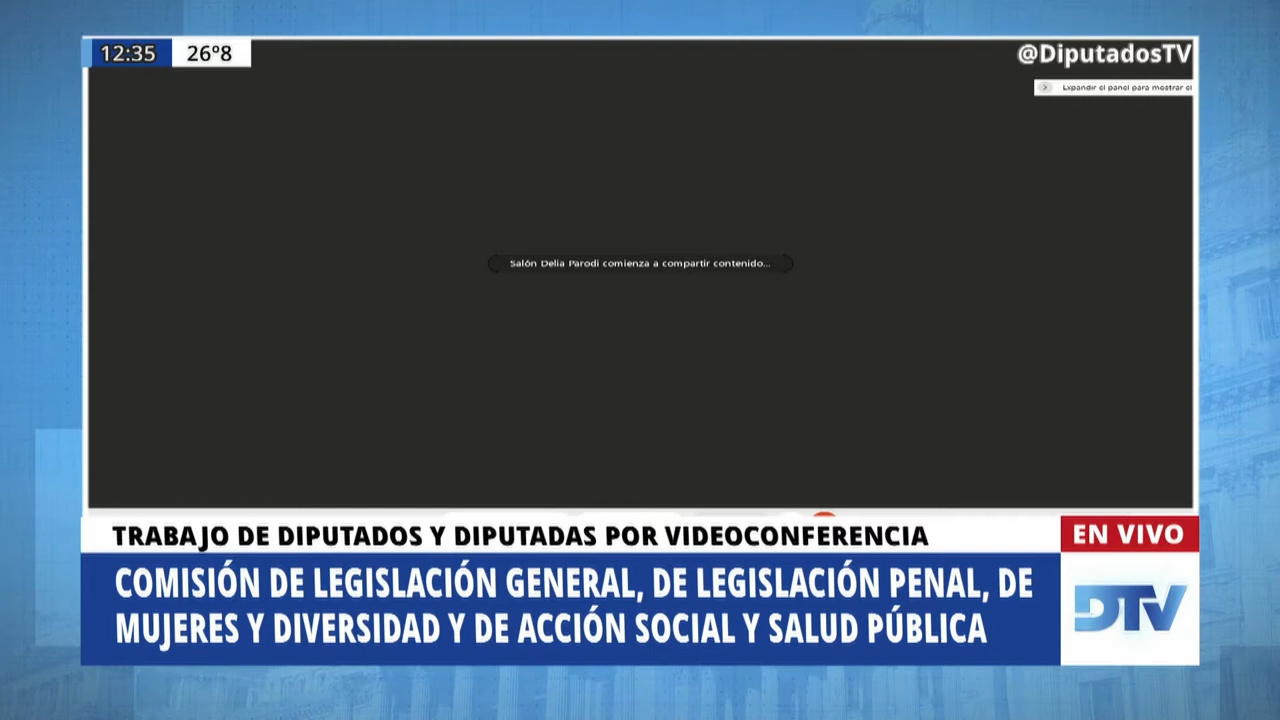 12:35 26º8
@DiputadosTV
Expandir el panel para mostrar el
Salón Delia Parodi comienza a compartir contenido...
TRABAJO DE DIPUTADOS Y DIPUTADAS POR VIDEOCONFERENCIA
EN VIVO
COMISIÓN DE LEGISLACIÓN GENERAL, DE LEGISLACIÓN PENAL, DE
MUJERES Y DIVERSIDAD Y DE ACCIÓN SOCIAL Y SALUD PÚBLICA
DTV